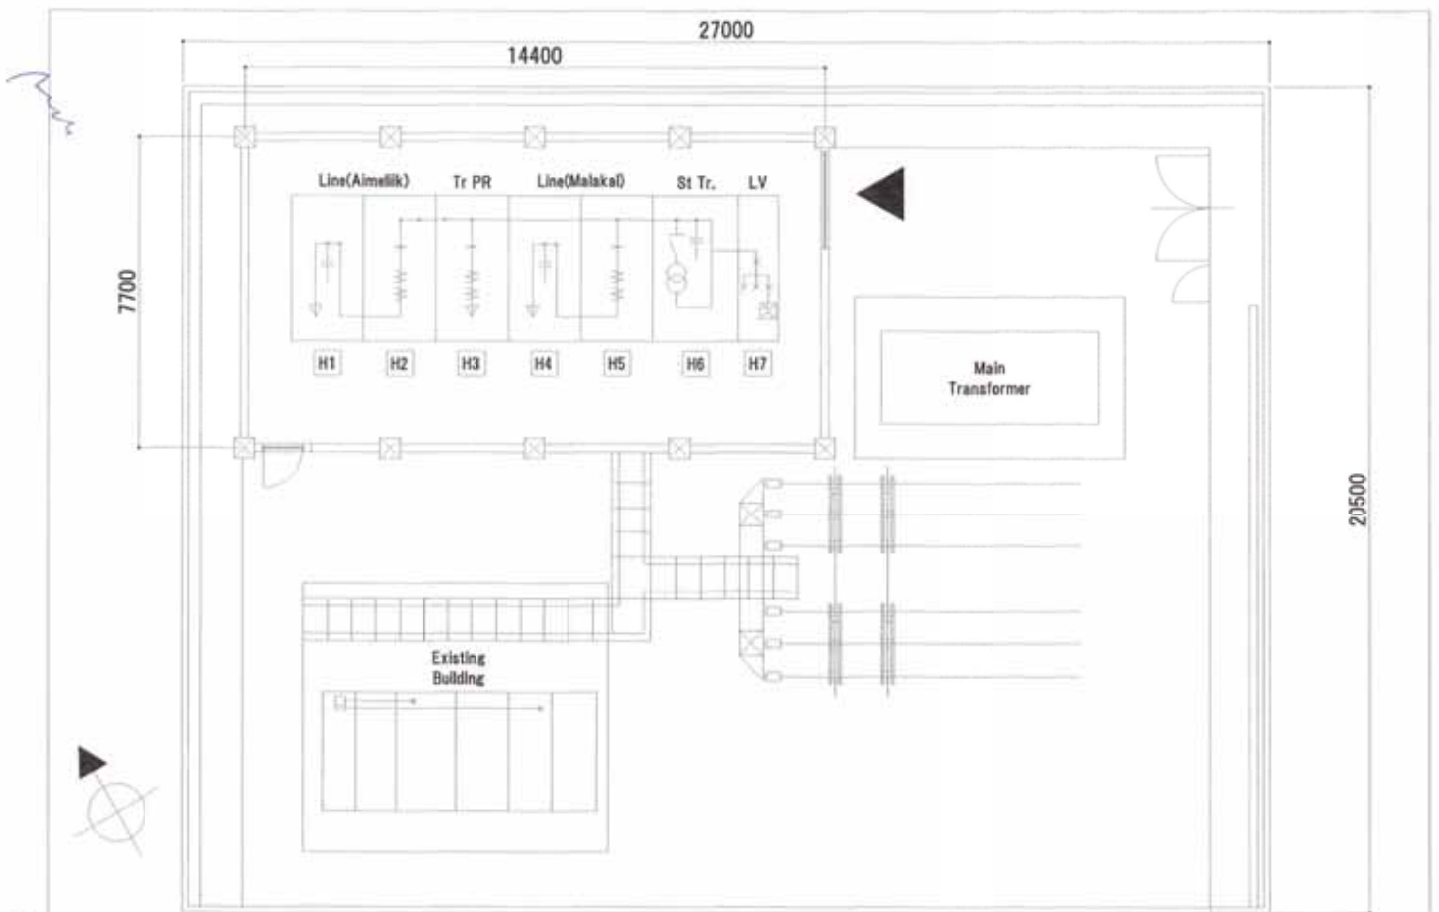 27000
14400
Line(Aimeliik)
Tr PR
Line(Malakal)
St Tr.
LV
7700
H1
H2
H3
H4
H5
H6
H7
Main
Transformer
20500
Existing
Building